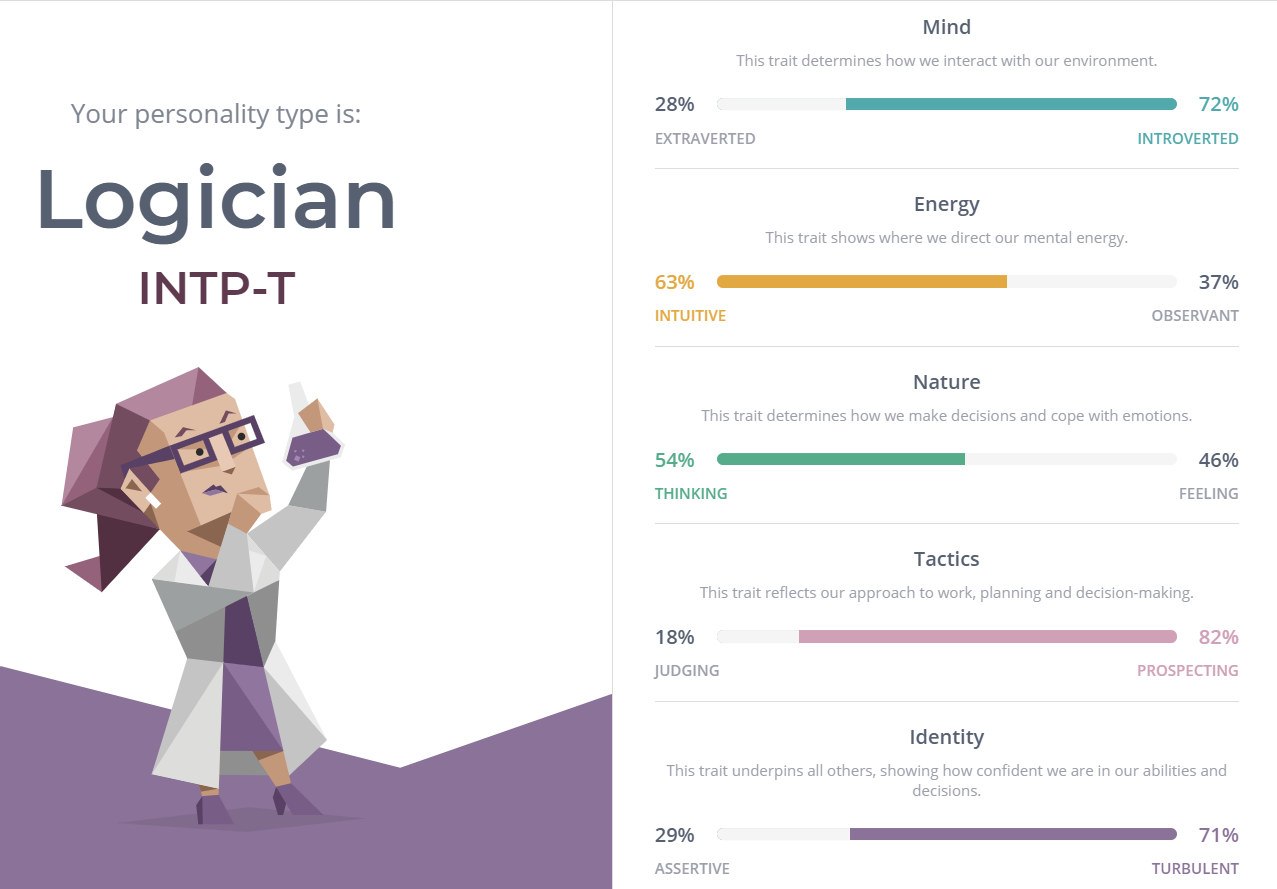 Your personality type is:
Logician
INTP-T
Mind
This trait determines how we interact with our environment.
28% 72%
EXTRAVERTED INTROVERTED
Energy
This trait shows where we direct our mental energy.
63% 37%
INTUITIVE OBSERVANT
Nature
This trait determines how we make decisions and cope with emotions.
54% 46%
THINKING FEELING
Tactics
This trait reflects our approach to work, planning and decision-making.
18% 82%
JUDGING PROSPECTING
Identity
This trait underpins all others, showing how confident we are in our abilities and
decisions.
29% 71%
ASSERTIVE TURBULENT